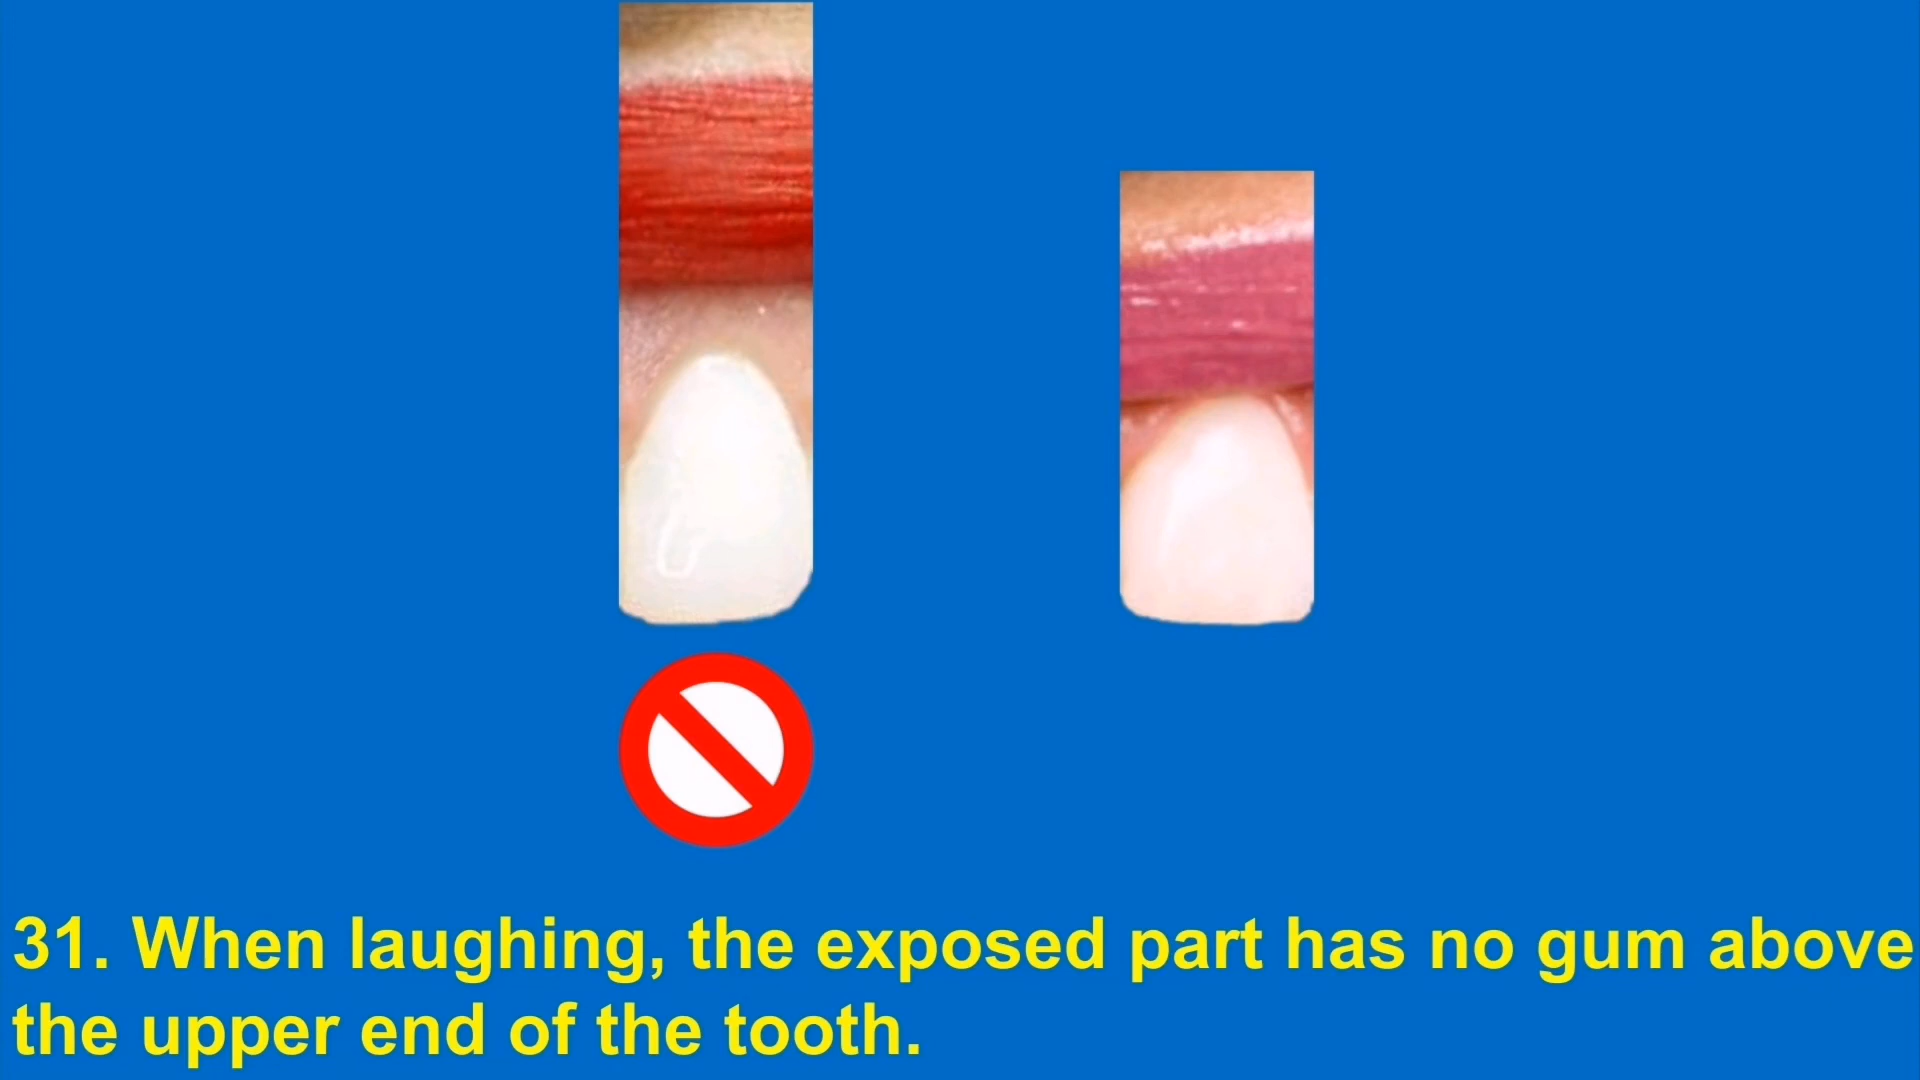 31. When laughing, the exposed part has no gum above
the upper end of the tooth.